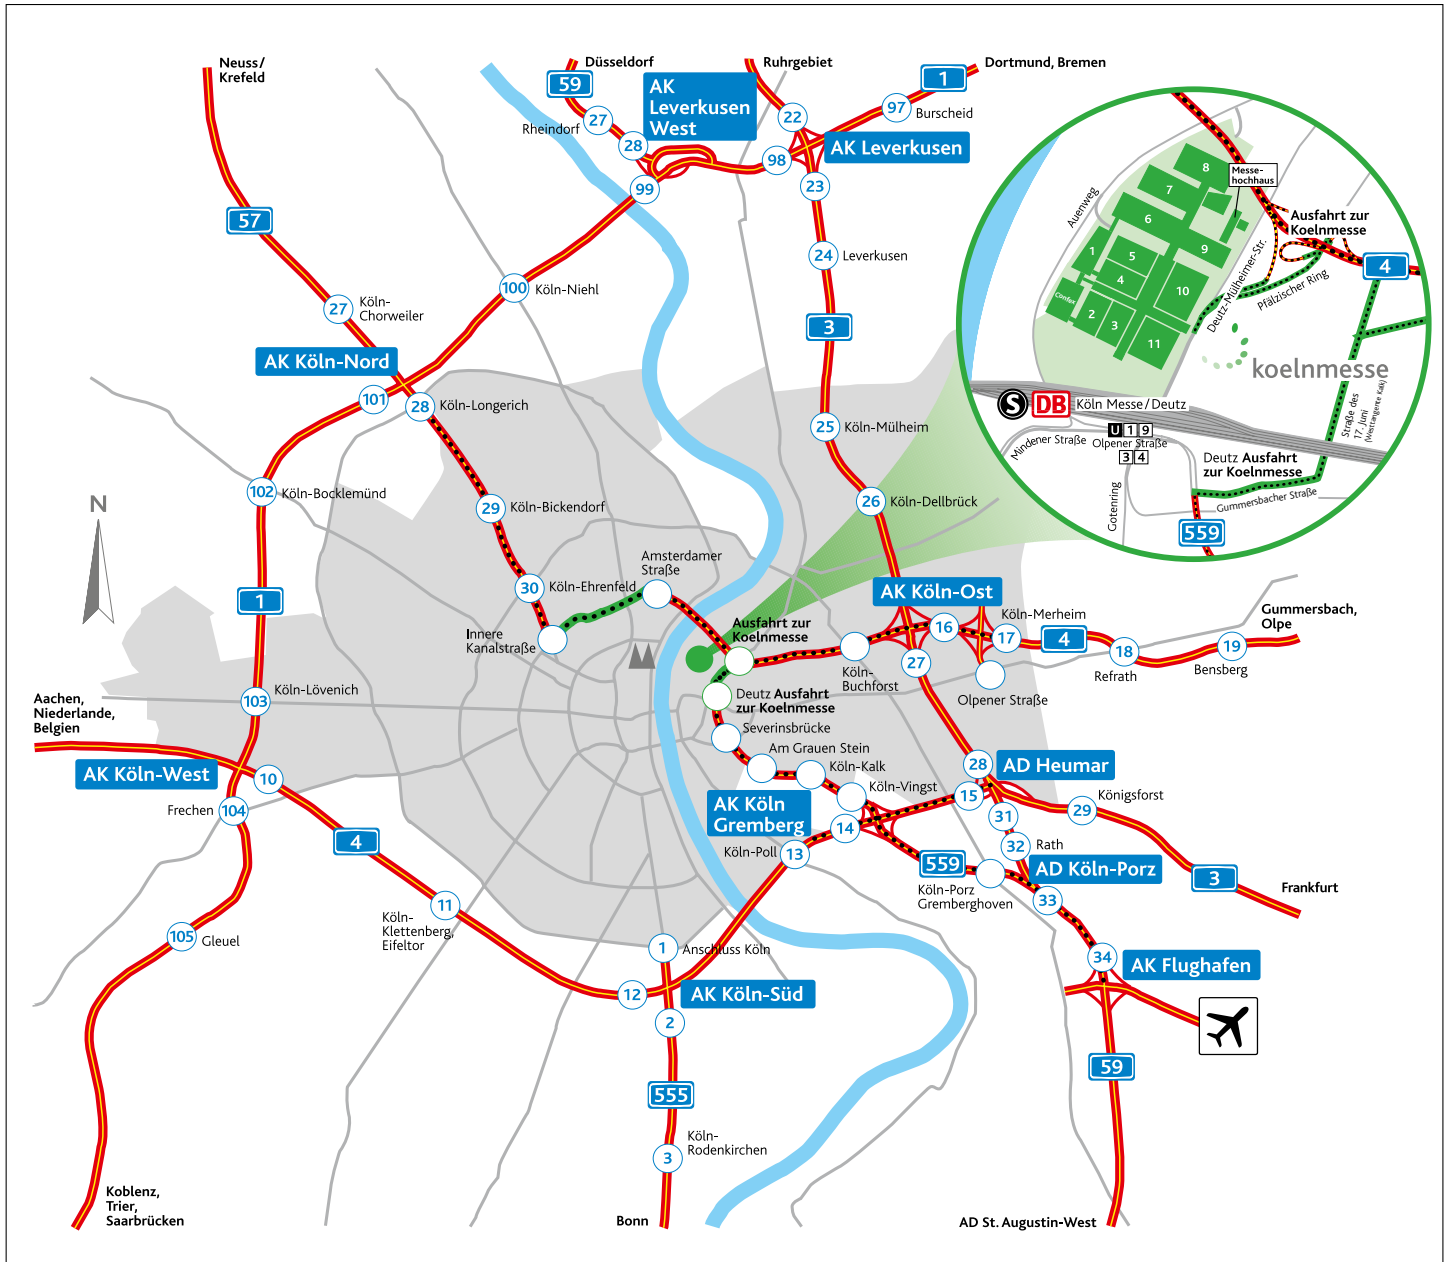 Neuss/
Krefeld
Düsseldorf
59
27
Rheindorf
28
AK
Leverkusen
West
99
Ruhrgebiet
22
98
AK Leverkusen
23
Dortmund, Bremen
1
97
Burscheid
57
27
Köln-
Chorweiler
100
Köln-Niehl
24
Leverkusen
3
AK Köln-Nord
101
28
Köln-Longerich
25
Köln-Mülheim
102
Köln-Bocklemünd
29
Köln-Bickendorf
26
Köln-Dellbrück
N
1
30
Köln-Ehrenfeld
Amsterdamer
Straße
Innere
Kanalstraße
Ausfahrt zur
Koelnmesse
AK Köln-Ost
16
Köln-Merheim
17
4
18
Refrath
19
Bensberg
Gummersbach,
Olpe
27
Köln-
Buchforst
Olpener Straße
Aachen,
Niederlande,
Belgien
103
Köln-Lövenich
Deutz Ausfahrt
zur Koelnmesse
Severinsbrücke
Am Grauen Stein
Köln-Kalk
Köln-Vingst
AK Köln-West
10
Frechen
104
4
28
AD Heumar
15
29
Königsforst
31
AK Köln
Gremberg
14
13
Köln-Poll
32
Rath
559
AD Köln-Porz
Köln-Porz
Gremberghoven
33
3
Frankfurt
11
Köln-
Klettenberg,
Eifeltor
105
Gleuel
1
Anschluss Köln
34
AK Flughafen
12
AK Köln-Süd
2
555
59
Köln-
Rodenkirchen
3
Koblenz,
Trier,
Saarbrücken
Bonn
AD St. Augustin-West
8
Messe-
hochhaus
7
Auenweg
6
Ausfahrt zur
Koelnmesse
1
5
9
4
4
10
Confex
2
3
11
Deutz-Mülheimer-Str.
Pfälzischer Ring
koelnmesse
S
DB
Köln Messe/Deutz
U 1 9
Mindener Straße
Olpener Straße
3 4
Straße des
17. Juni
(Westtangente Kalk)
Deutz Ausfahrt
zur Koelnmesse
Gotenring
Gummersbacher Straße
559